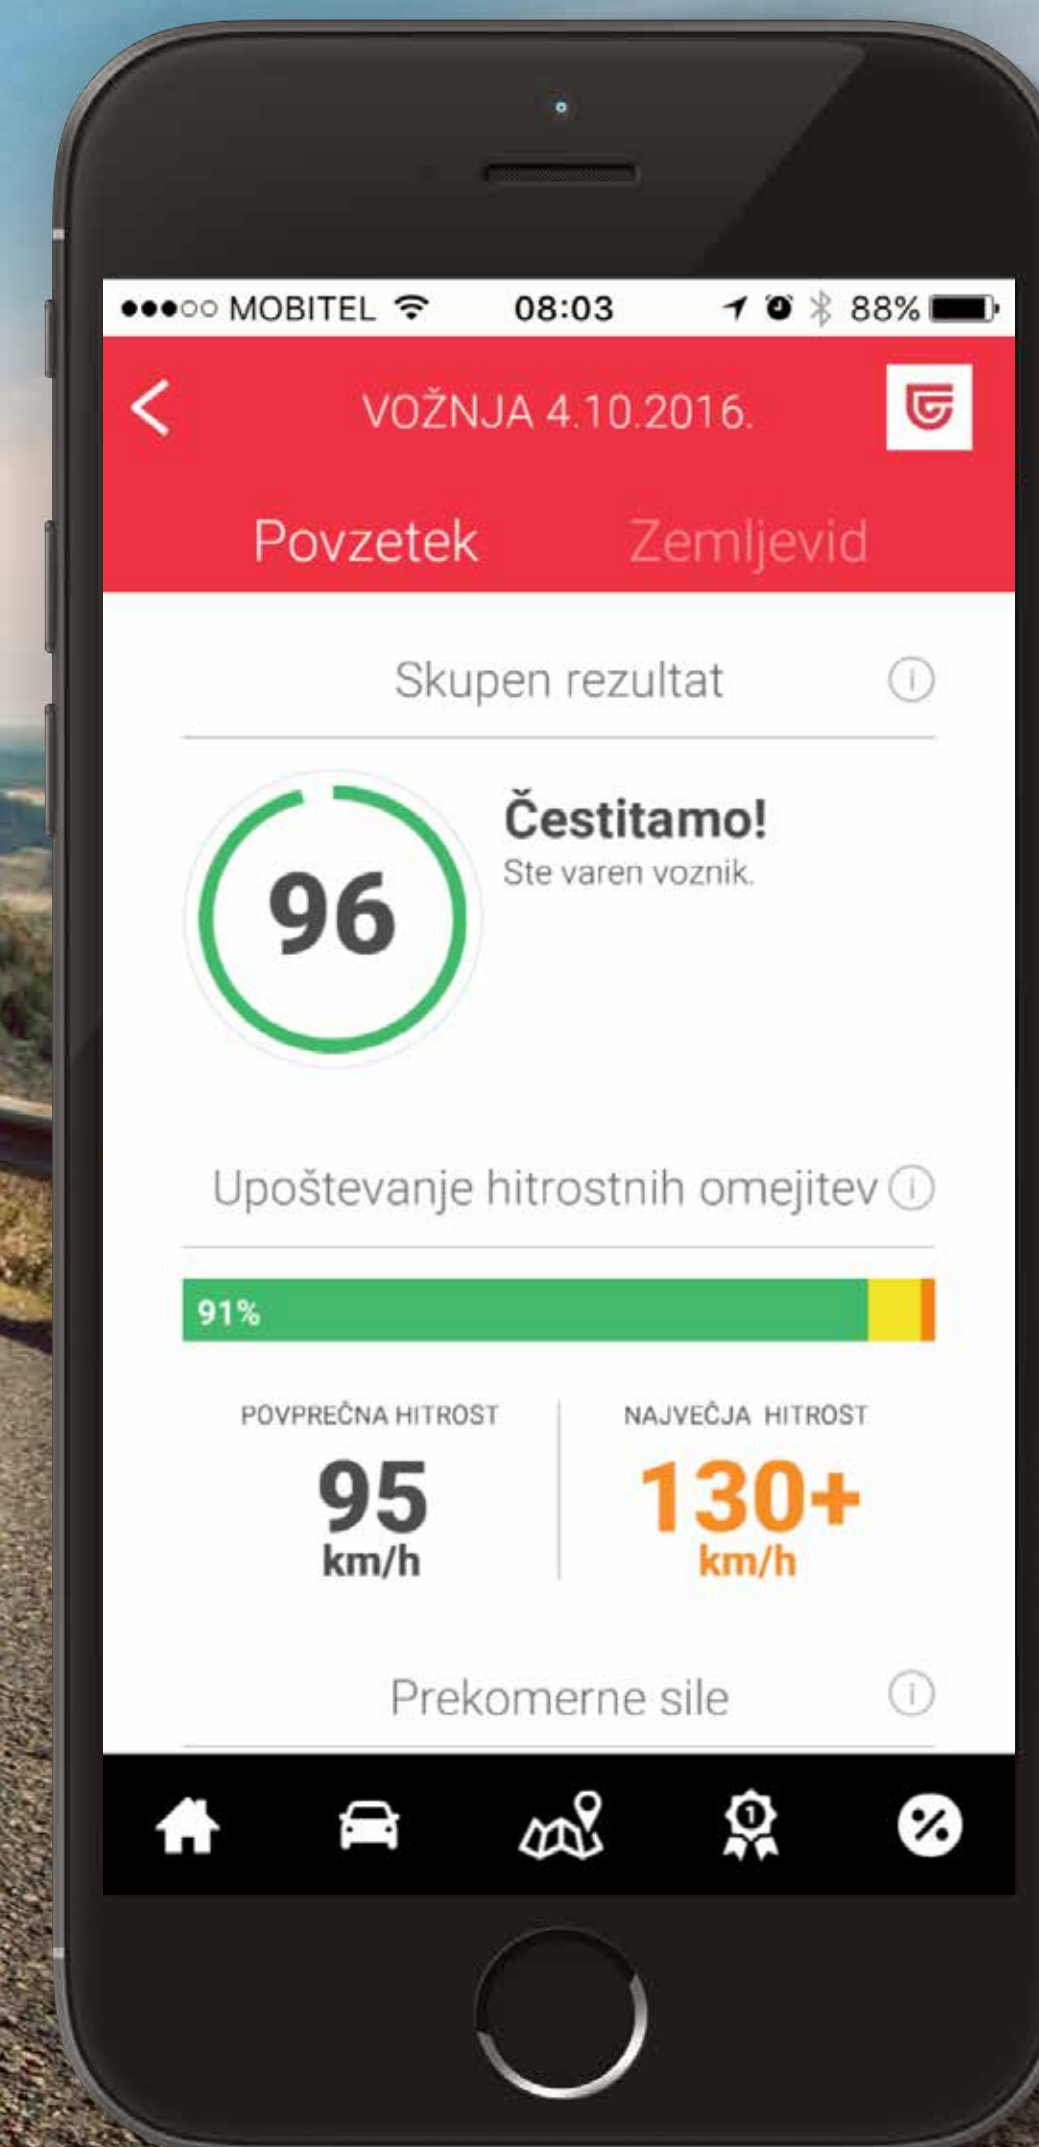 MOBITEL 08:03 88%
VOŽNJA 4.10.2016.
Povzetek Zemljevid
Skupen rezultat
96
Čestitamo!
Ste varen voznik.
Upoštevanje hitrostnih omejitev
91%
POVPREČNA HITROST
95
km/h
NAJVEČJA HITROST
130+
km/h
Prekomerne sile